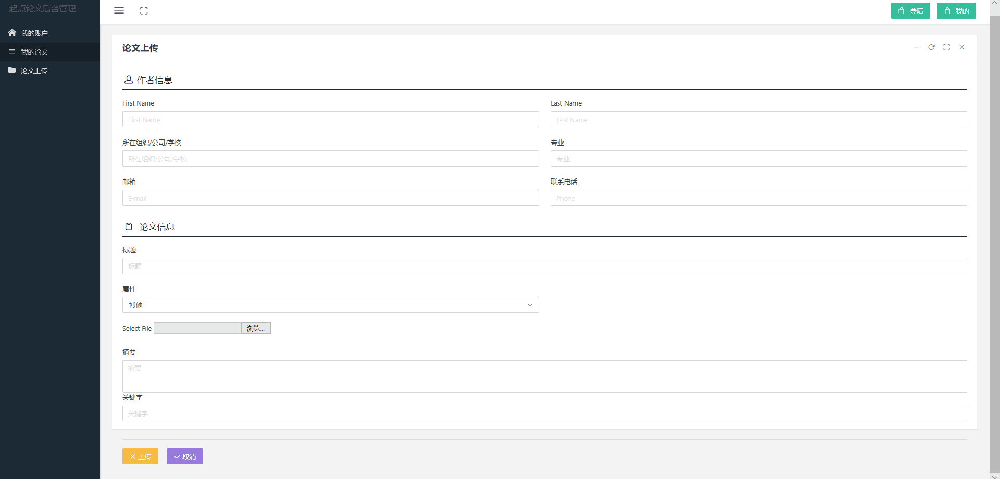 起点论文后台管理
登陆
我的
我的账户
我的论文
论文上传
论文上传
作者信息
First Name
Last Name
First Name
Last Name
所在组织/公司/学校
专业
所在组织/公司/学校
专业
邮箱
联系电话
E-mail
Phone
论文信息
标题
标题
属性
博硕
Select File
浏览...
摘要
摘要
关键字
关键字
上传
取消